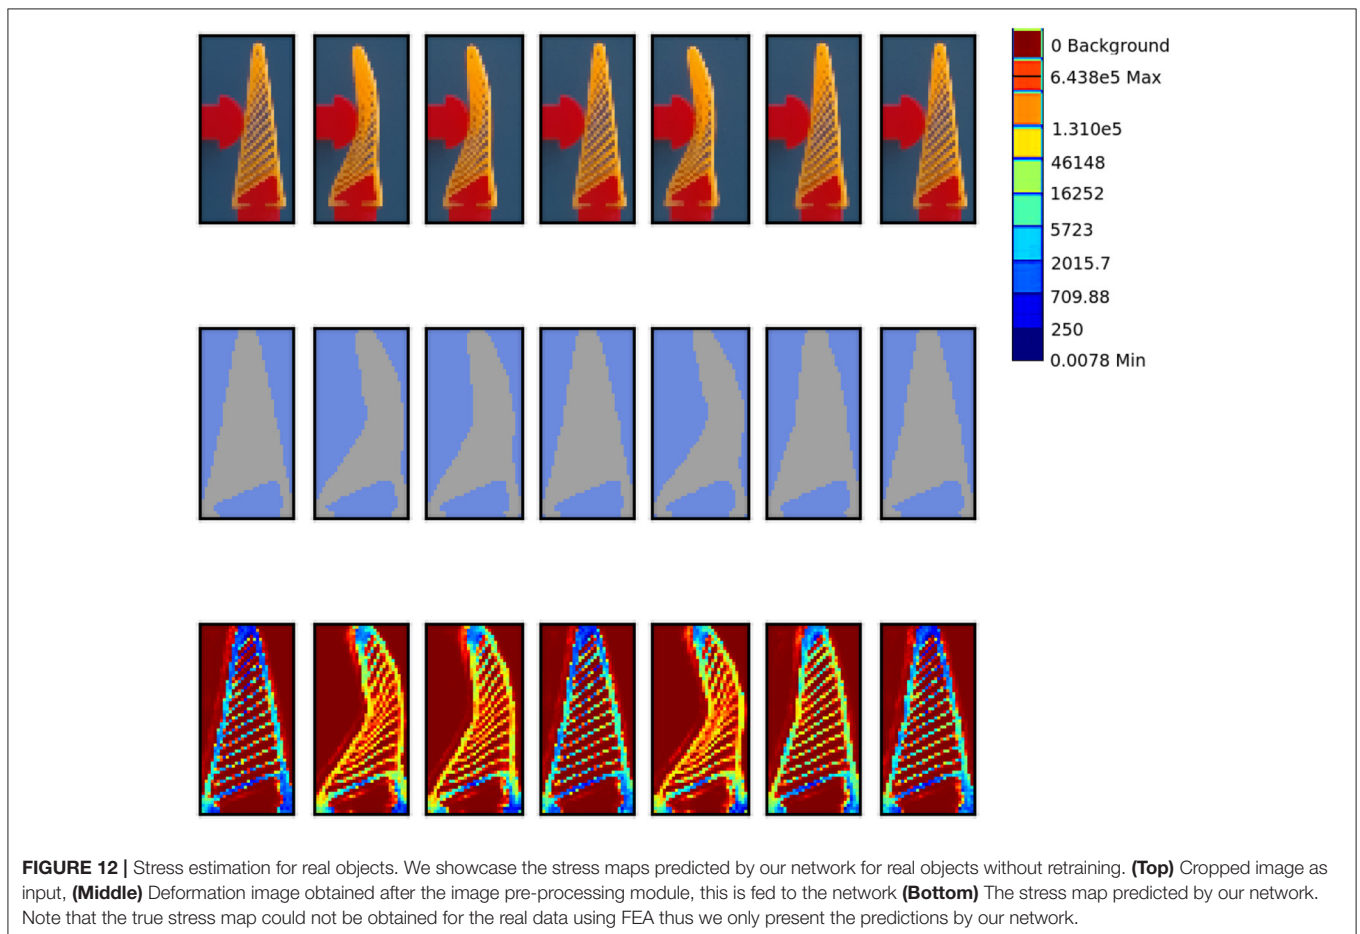 0 Background
6.438e5 Max
1.310e5
46148
16252
5723
2015.7
709.88
250
0.0078 Min
FIGURE 12 | Stress estimation for real objects. We showcase the stress maps predicted by our network for real objects without retraining. (Top) Cropped image as
input, (Middle) Deformation image obtained after the image pre-processing module, this is fed to the network (Bottom) The stress map predicted by our network.
Note that the true stress map could not be obtained for the real data using FEA thus we only present the predictions by our network.